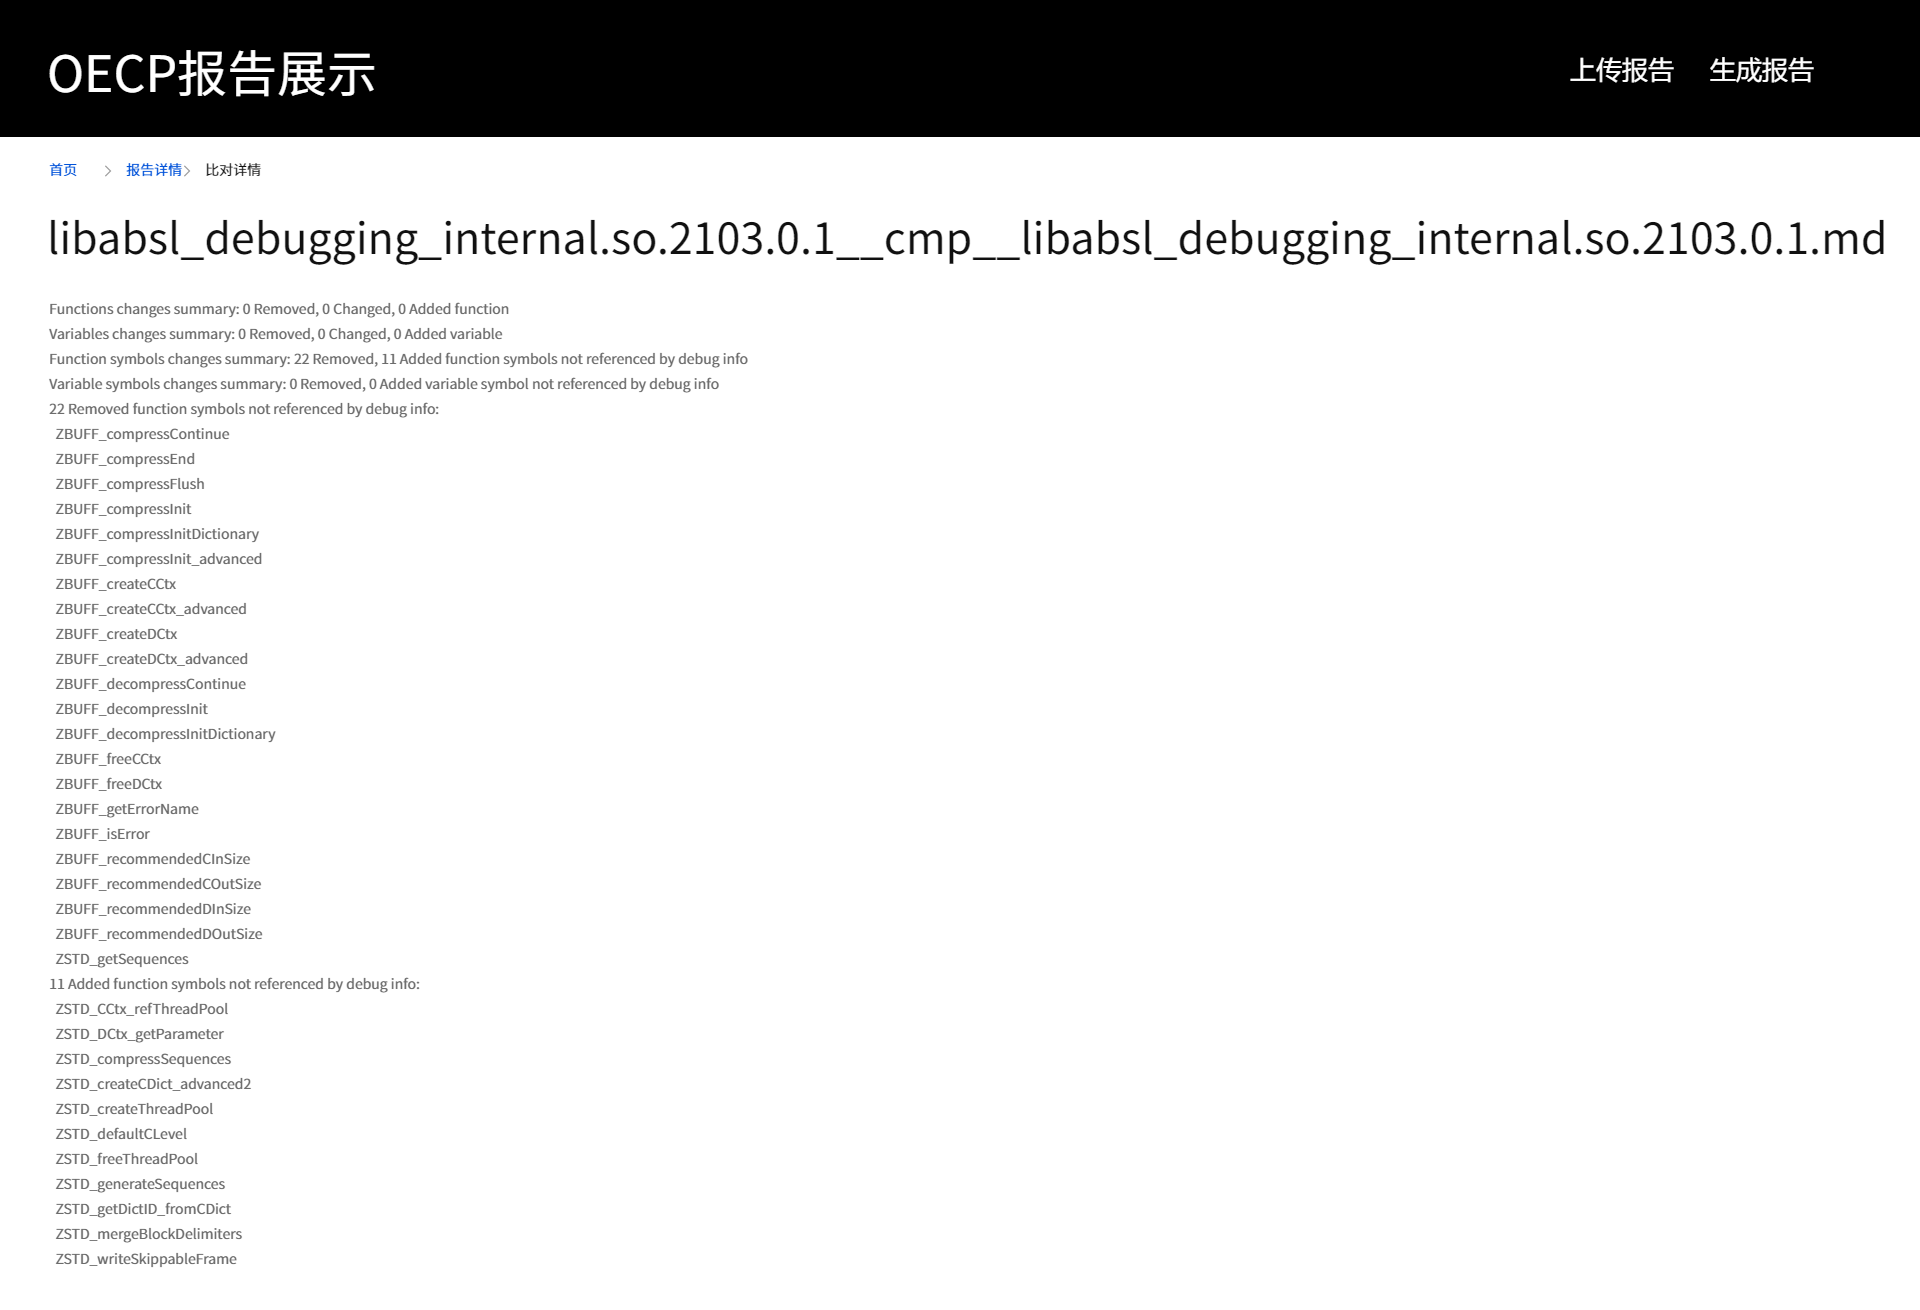 OECP报告展示
上传报告 生成报告
首页 > 报告详情 > 比对详情
libabsl_debugging_internal.so.2103.0.1__cmp__libabsl_debugging_internal.so.2103.0.1.md
Functions changes summary: 0 Removed, 0 Changed, 0 Added function
Variables changes summary: 0 Removed, 0 Changed, 0 Added variable
Function symbols changes summary: 22 Removed, 11 Added function symbols not referenced by debug info
Variable symbols changes summary: 0 Removed, 0 Added variable symbol not referenced by debug info
22 Removed function symbols not referenced by debug info:
ZBUFF_compressContinue
ZBUFF_compressEnd
ZBUFF_compressFlush
ZBUFF_compressInit
ZBUFF_compressInitDictionary
ZBUFF_compressInit_advanced
ZBUFF_createCCtx
ZBUFF_createCCtx_advanced
ZBUFF_createDCtx
ZBUFF_createDCtx_advanced
ZBUFF_decompressContinue
ZBUFF_decompressInit
ZBUFF_decompressInitDictionary
ZBUFF_freeCCtx
ZBUFF_freeDCtx
ZBUFF_getErrorName
ZBUFF_isError
ZBUFF_recommendedCInSize
ZBUFF_recommendedCOutSize
ZBUFF_recommendedDInSize
ZBUFF_recommendedDOutSize
ZSTD_getSequences
11 Added function symbols not referenced by debug info:
ZSTD_CCtx_refThreadPool
ZSTD_DCtx_getParameter
ZSTD_compressSequences
ZSTD_createCDict_advanced2
ZSTD_createThreadPool
ZSTD_defaultCLevel
ZSTD_freeThreadPool
ZSTD_generateSequences
ZSTD_getDictID_fromCDict
ZSTD_mergeBlockDelimiters
ZSTD_writeSkippableFrame